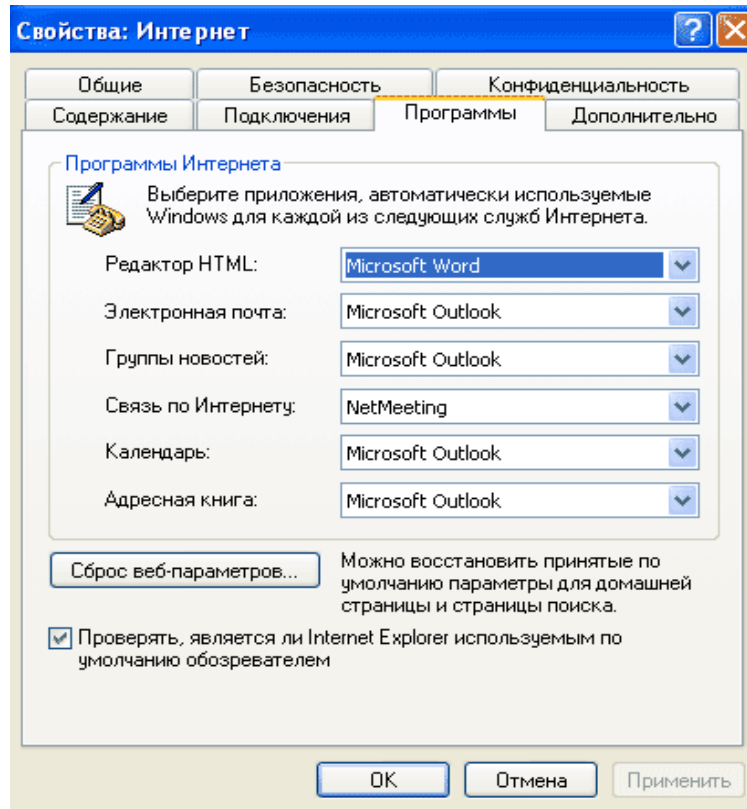 Свойства: Интернет
Общие
Безопасность
Конфиденциальность
Содержание
Подключения
Программы
Дополнительно
Программы Интернета
Выберите приложения, автоматически используемые
Windows для каждой из следующих служб Интернета.
Редактор HTML:
Microsoft Word
Электронная почта:
Microsoft Outlook
Группы новостей:
Microsoft Outlook
Связь по Интернету:
NetMeeting
Календарь:
Microsoft Outlook
Адресная книга:
Microsoft Outlook
Сброс веб-параметров...
Можно восстановить принятые по
умолчанию параметры для домашней
страницы и страницы поиска.
Проверять, является ли Internet Explorer используемым по
умолчанию обозревателем
OK
Отмена
Применить